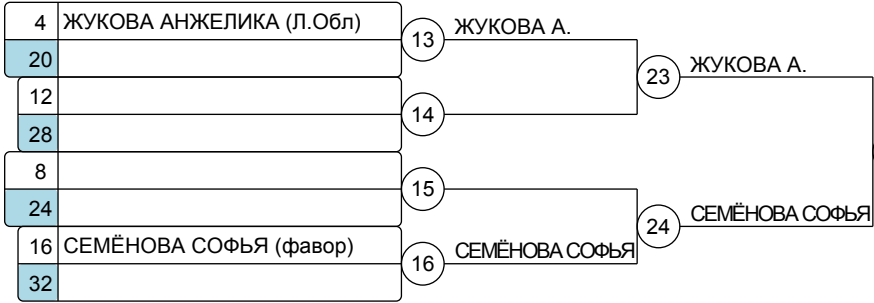 4 ЖУКОВА АНЖЕЛИКА (Л.Обл)
20
12
28
8
24
16 СЕМЁНОВА СОФЬЯ (фавор)
32
13 ЖУКОВА А.
14
15
16 СЕМЁНОВА СОФЬЯ
23 ЖУКОВА А.
24 СЕМЁНОВА СОФЬЯ